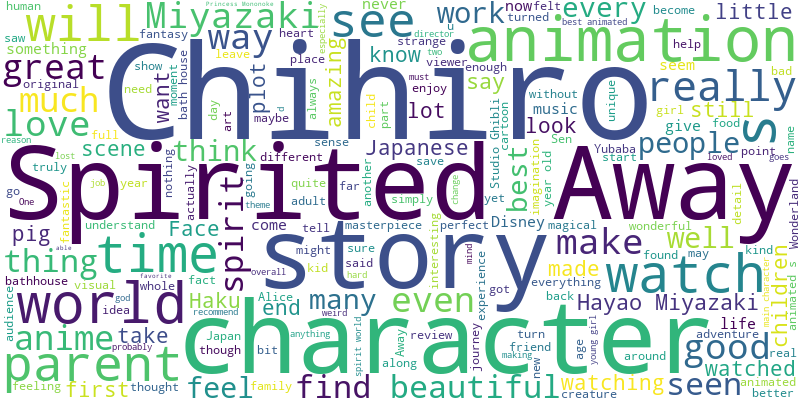 human
Miyazaki
see
work
every
little
will
Princess Mononoke
never
now
felt
become
best animated
saw
fantasy
heart
way
especially
director
two
turned
something
great
show
leave
place
strange
know
viewer
enough
help
seem
bad
animation
original
moment
bath house
want
plot
amazing
always
enjoy
say
really
much
need
day
art
maybe
child
part
lot
must
Studio Ghibli
cartoon
without
music
unique
still
girl
Chihiro
love
full
scene
truly
think
sense
different
save
Japanese
Sen
look
people
give
food
point
name
s
reason
lost
nothing
actually
going
quite
adult
far
another
simply
yet
best
Yubaba
start
year old
imagination
loved
goes
Spirited Away
go
One
job
year
fantastic
theme
spirit
pig
understand
Face
come
tell
masterpiece
perfect
Disney
magical
wonderful
detail
Wonderland
thing
time
able
might
sure
story
interesting
change
mind
make
well
found
may
kind
bathhouse
visual
fact
kid
said
hard
everything
made
watch
children
animated s
favorite
god
whole
Haku
overall
end
many
even
experience
got
back
Hayao Miyazaki
main character
world
idea
recommend
Alice
weird
life
audience
anime
take
Japan
anything
character
adventure
good
real
probably
though
bit
spirit world
along
Away
review
journey
turn
friend
age
young girl
around
parent
feeling
first
thought
feel
family
find
beautiful
making
new
watching
creature
seen
watched
animated
better